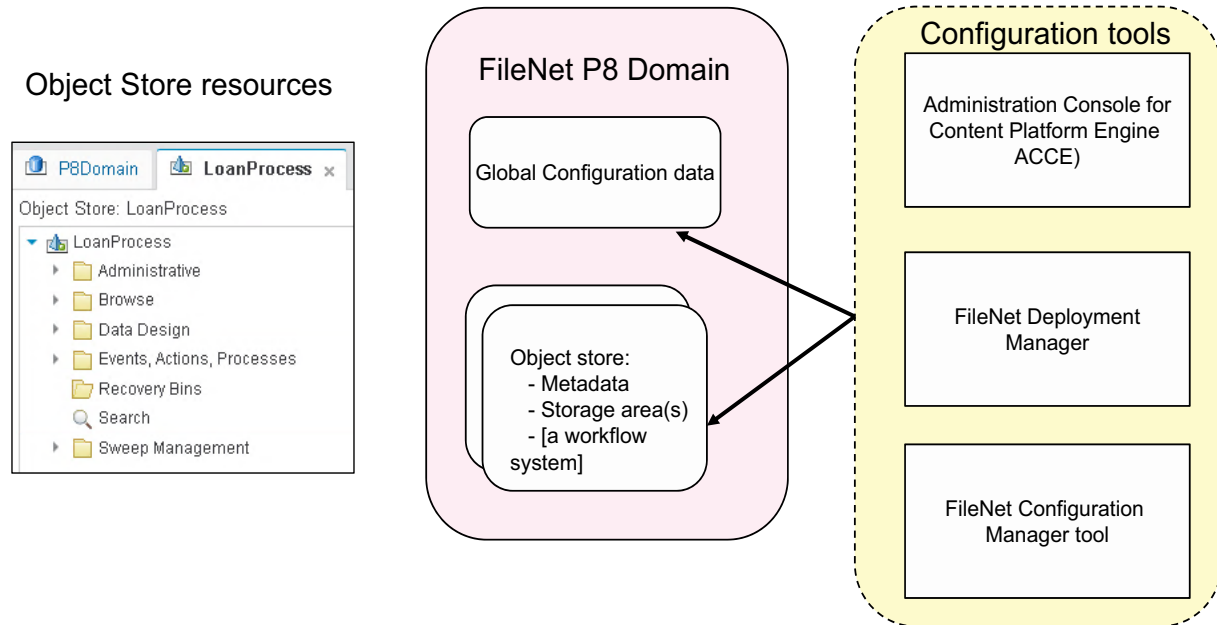 Object Store resources
P8Domain
LoanProcess
Object Store: LoanProcess
LoanProcess
Administrative
Browse
Data Design
Events, Actions, Processes
Recovery Bins
Search
Sweep Management
FileNet P8 Domain
Global Configuration data
Object store:
- Metadata
- Storage area(s)
- [a workflow
system]
Configuration tools
Administration Console for
Content Platform Engine
ACCE)
FileNet Deployment
Manager
FileNet Configuration
Manager tool